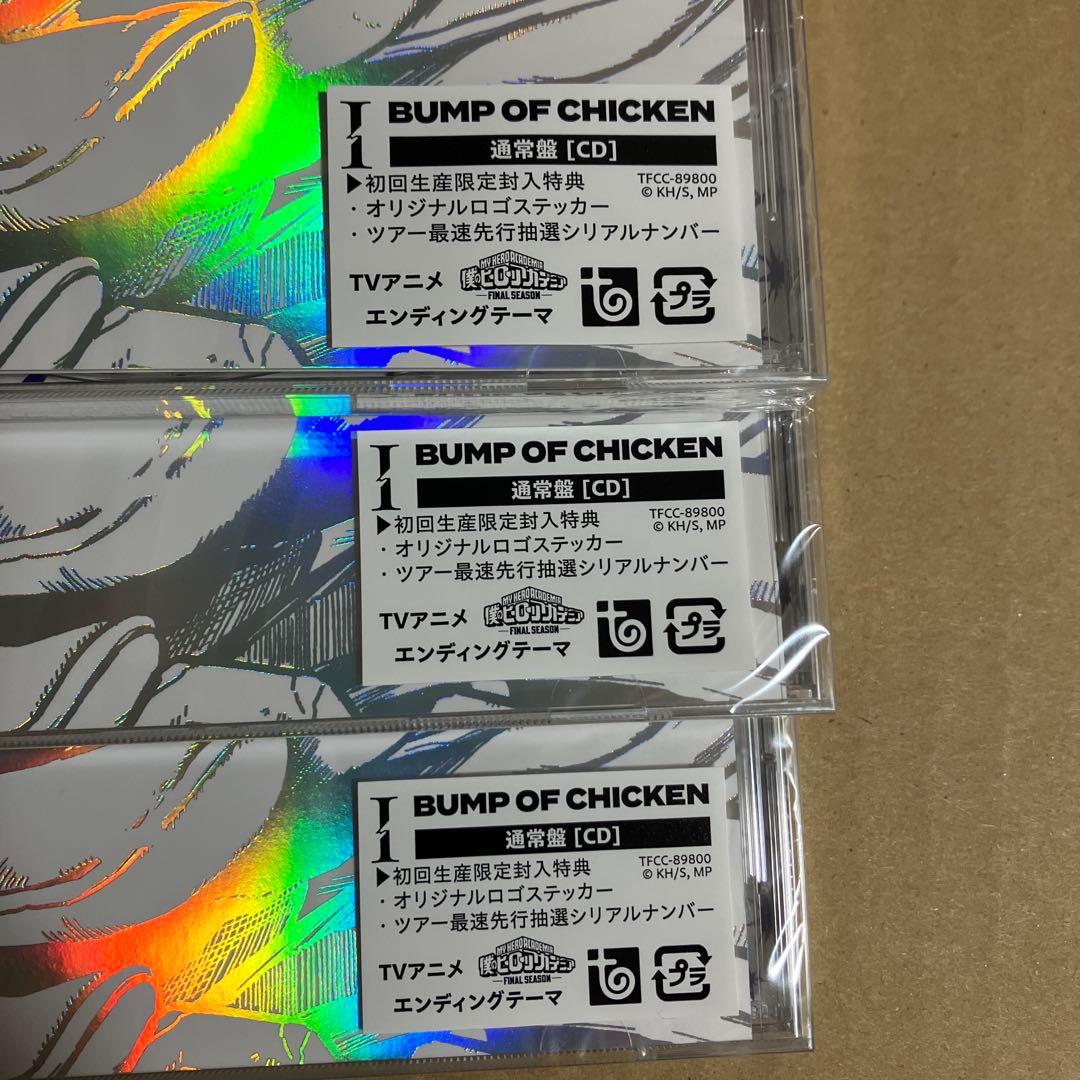 I
BUMP OF CHICKEN
通常盤 [CD]
▶初回生産限定封入特典
TFCC-89800
© KH/S, MP
・オリジナルロゴステッカー
・ツアー最速先行抽選シリアルナンバー
TVアニメ
MY HERO ACADEMIA
僕のヒーローアカデミア
FINAL SEASON
エンディングテーマ
プラ
I
BUMP OF CHICKEN
通常盤 [CD]
▶初回生産限定封入特典
TFCC-89800
© KH/S, MP
・オリジナルロゴステッカー
・ツアー最速先行抽選シリアルナンバー
TVアニメ
MY HERO ACADEMIA
僕のヒーローアカデミア
FINAL SEASON
エンディングテーマ
プラ
I
BUMP OF CHICKEN
通常盤 [CD]
▶初回生産限定封入特典
TFCC-89800
© KH/S, MP
・オリジナルロゴステッカー
・ツアー最速先行抽選シリアルナンバー
TVアニメ
MY HERO ACADEMIA
僕のヒーローアカデミア
FINAL SEASON
エンディングテーマ
プラ